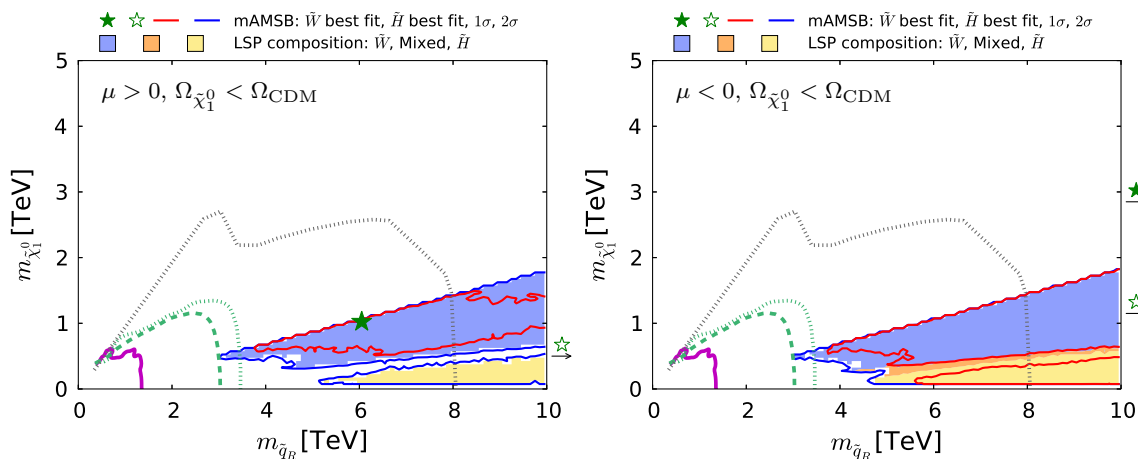 mAMSB: W̃ best fit, H̃ best fit, 1σ, 2σ
LSP composition: W̃, Mixed, H̃
μ > 0, Ω_χ̃⁰₁ < Ω_CDM
5
4
3
2
1
0
m_χ̃⁰₁ [TeV]
0 2 4 6 8 10
m_q̃_R [TeV]
mAMSB: W̃ best fit, H̃ best fit, 1σ, 2σ
LSP composition: W̃, Mixed, H̃
μ < 0, Ω_χ̃⁰₁ < Ω_CDM
5
4
3
2
1
0
m_χ̃⁰₁ [TeV]
0 2 4 6 8 10
m_q̃_R [TeV]